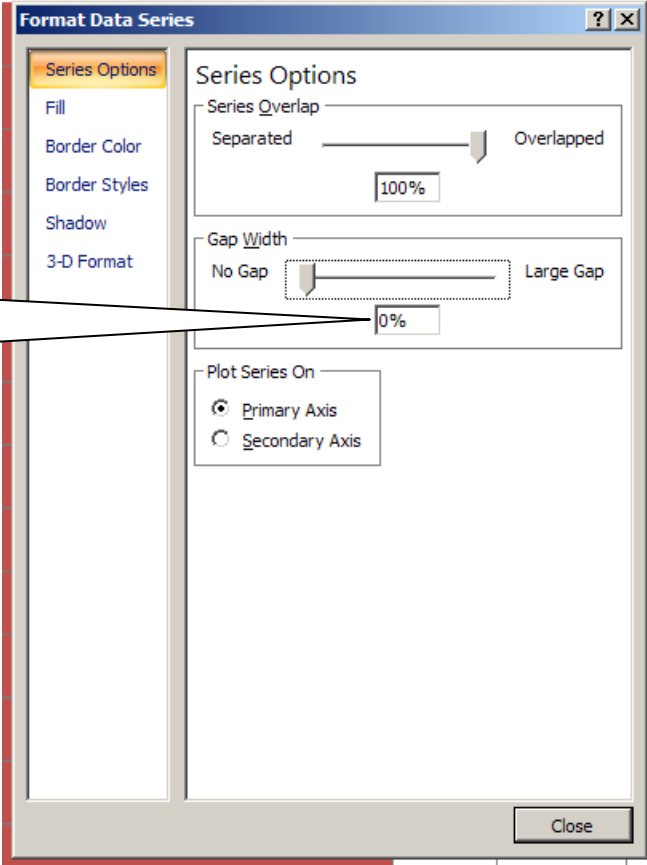 Format Data Series
Series Options
Fill
Border Color
Border Styles
Shadow
3-D Format
Series Options
Series Overlap
Separated Overlapped
100%
Gap Width
No Gap Large Gap
0%
Plot Series On
Primary Axis
Secondary Axis
Close